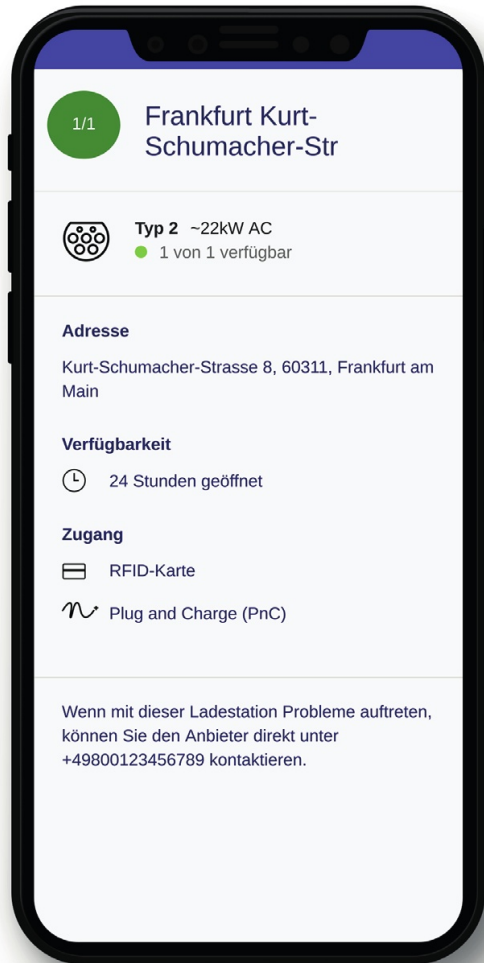 1/1
Frankfurt Kurt-
Schumacher-Str
Typ 2 ~22kW AC
1 von 1 verfügbar
Adresse
Kurt-Schumacher-Strasse 8, 60311, Frankfurt am
Main
Verfügbarkeit
24 Stunden geöffnet
Zugang
RFID-Karte
Plug and Charge (PnC)
Wenn mit dieser Ladestation Probleme auftreten,
können Sie den Anbieter direkt unter
+49800123456789 kontaktieren.